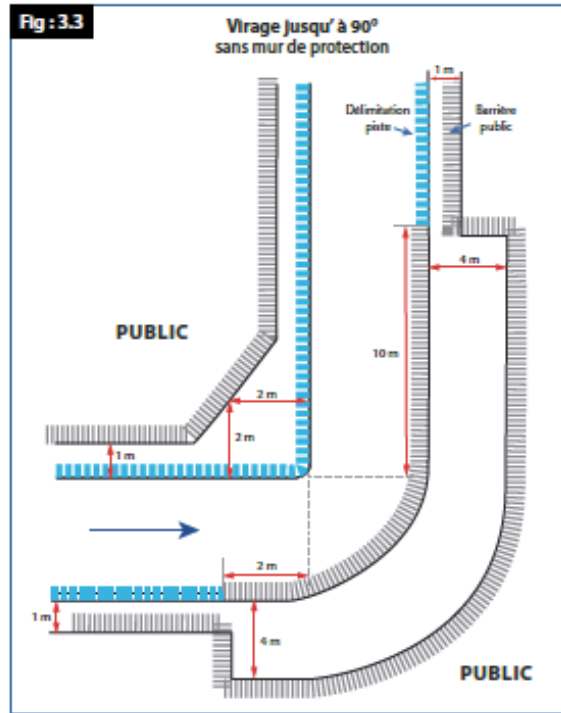 Fig : 3.3
Virage jusqu' à 90º
sans mur de protection
1 m
Délimitation
piste
Barrière
public
4 m
PUBLIC
10 m
2 m
2 m
1 m
2 m
1 m
4 m
PUBLIC